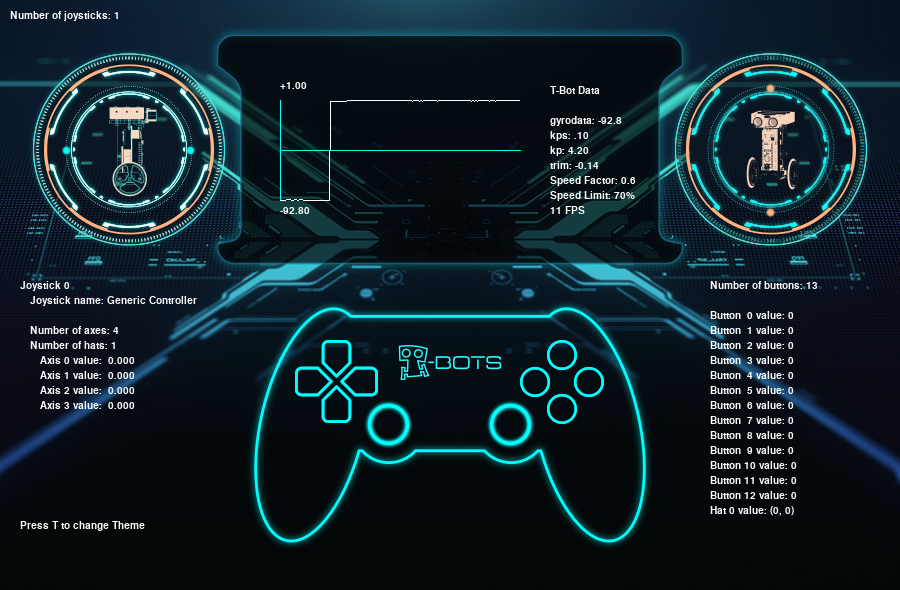 Number of joysticks: 1
+1.00
-92.80
T-Bot Data
gyrodata: -92.8
kps: .10
kp: 4.20
trim: -0.14
Speed Factor: 0.6
Speed Limit: 70%
11 FPS
Joystick 0
Joystick name: Generic Controller
Number of axes: 4
Number of hats: 1
Axis 0 value: 0.000
Axis 1 value: 0.000
Axis 2 value: 0.000
Axis 3 value: 0.000
Press T to change Theme
T-BOTS
Number of buttons: 13
Button 0 value: 0
Button 1 value: 0
Button 2 value: 0
Button 3 value: 0
Button 4 value: 0
Button 5 value: 0
Button 6 value: 0
Button 7 value: 0
Button 8 value: 0
Button 9 value: 0
Button 10 value: 0
Button 11 value: 0
Button 12 value: 0
Hat 0 value: (0, 0)